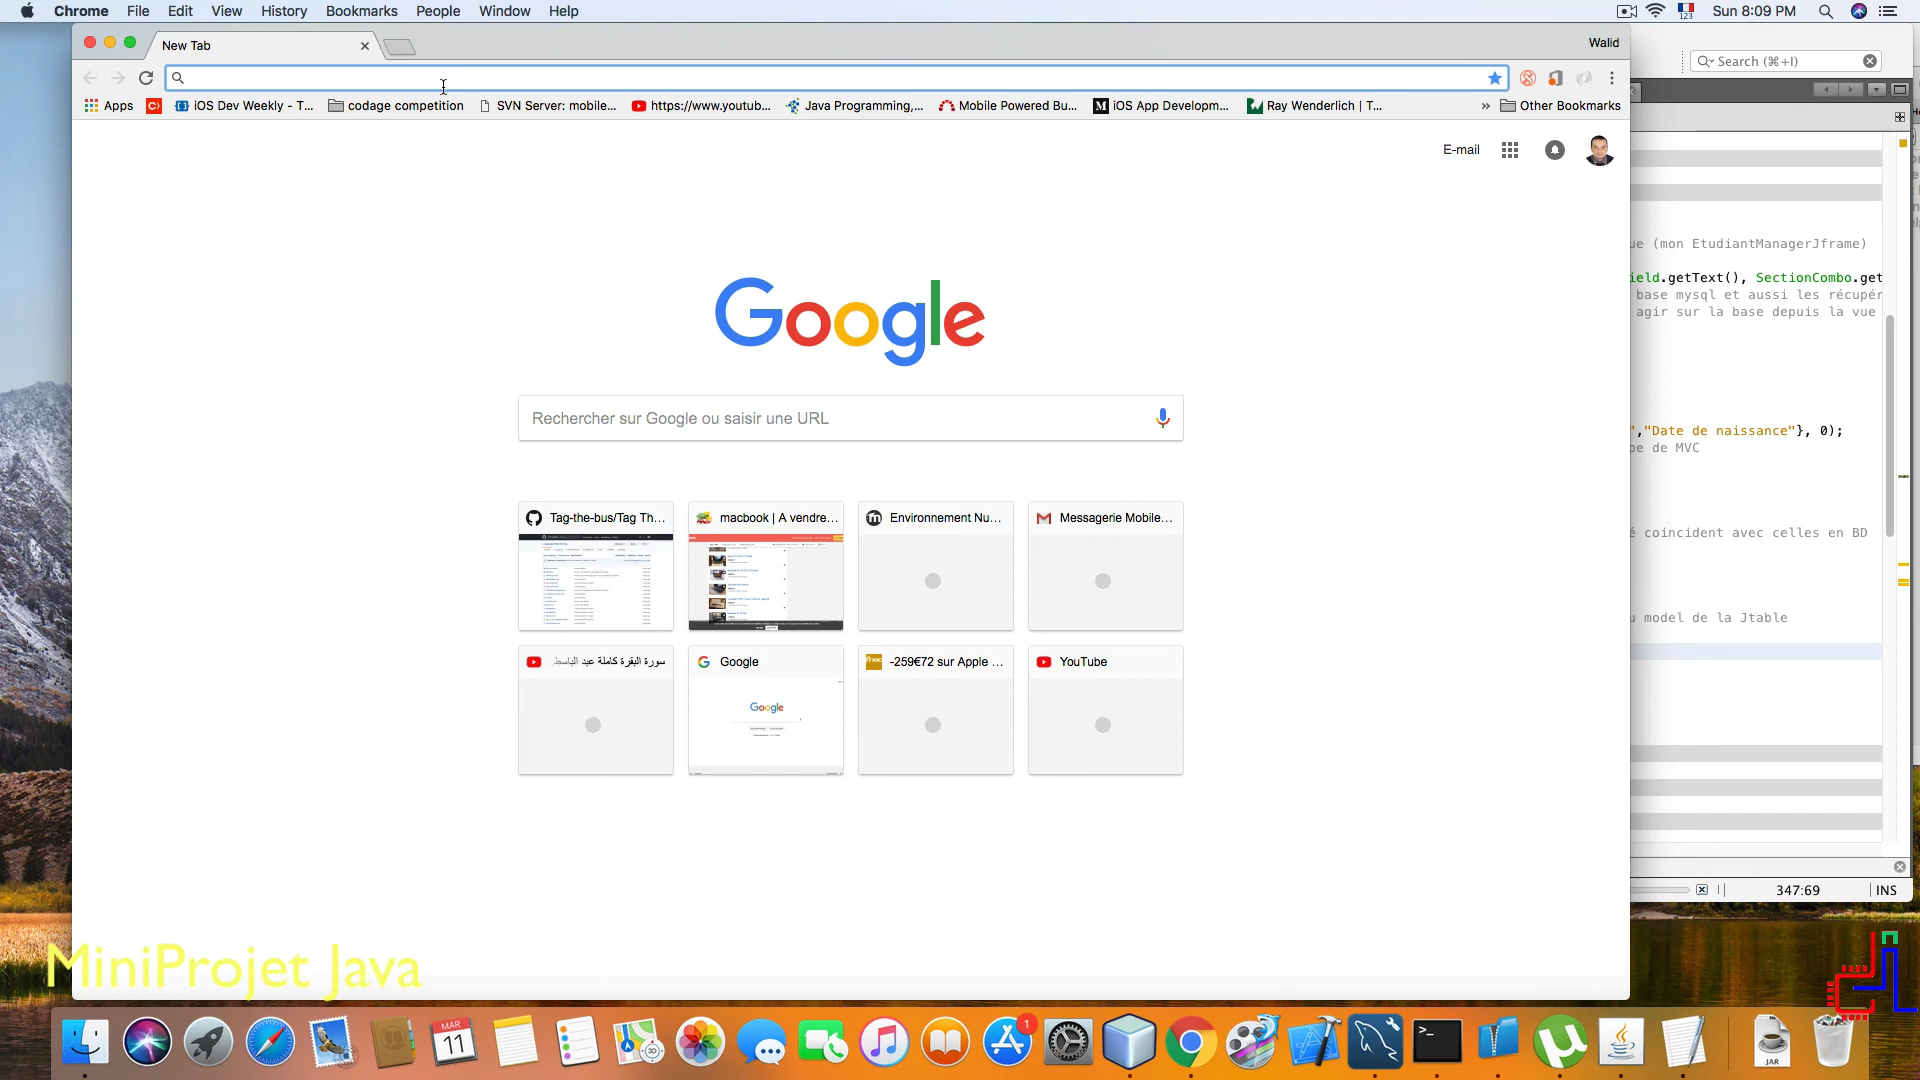 Chrome File Edit View History Bookmarks People Window Help
123 Sun 8:09 PM
New Tab
Walid
Search (⌘+I)
Apps iOS Dev Weekly - T... codage competition SVN Server: mobile... https://www.youtub... Java Programming,... Mobile Powered Bu... iOS App Developm... Ray Wenderlich | T... » Other Bookmarks
E-mail
Google
Rechercher sur Google ou saisir une URL
Tag-the-bus/Tag Th... macbook | A vendre... Environnement Nu... Messagerie Mobile...
سورة البقرة كاملة عبد الباسط... Google -259€72 sur Apple ... YouTube
Google
ue (mon EtudiantManagerJframe)
ield.getText(), SectionCombo.get
base mysql et aussi les récupér
agir sur la base depuis la vue
","Date de naissance"}, 0);
pe de MVC
é coincident avec celles en BD
u model de la Jtable
347:69 INS
MiniProjet Java
MAR
11
3D
1
JAR